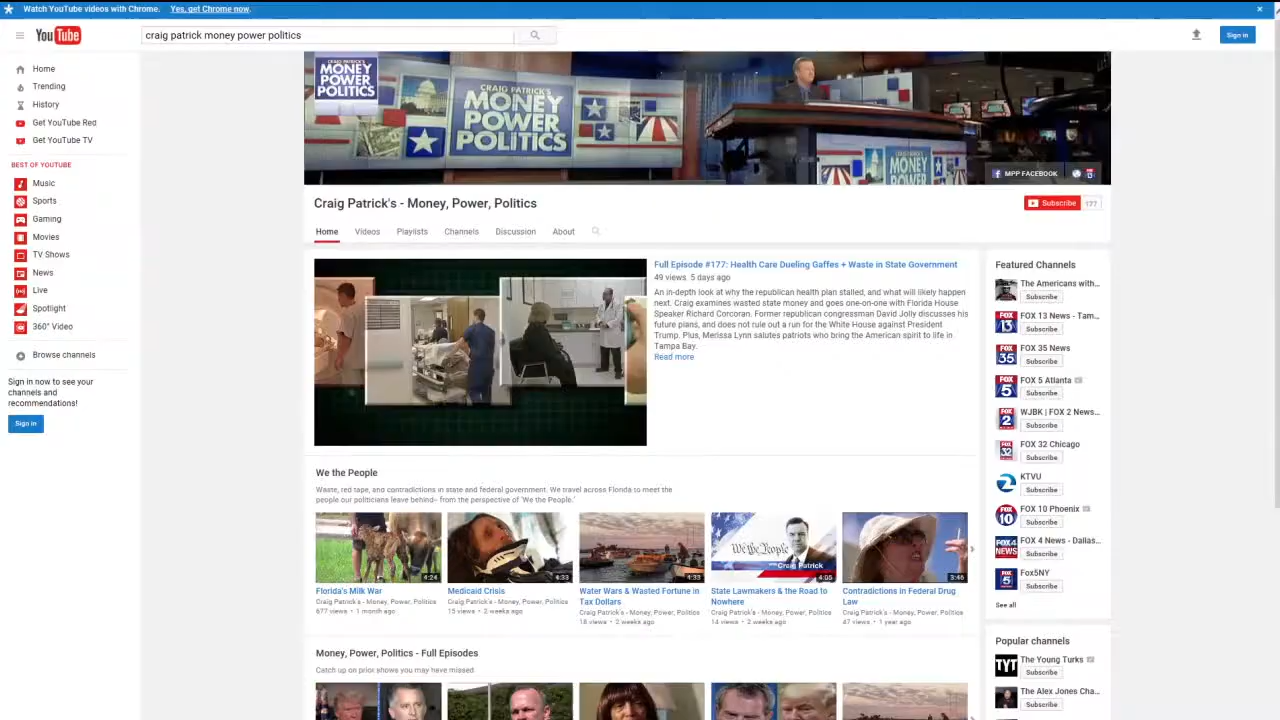 Watch YouTube videos with Chrome. Yes, get Chrome now.
YouTube
craig patrick money power politics
Sign in
Home
Trending
History
Get YouTube Red
Get YouTube TV
BEST OF YOUTUBE
Music
Sports
Gaming
Movies
TV Shows
News
Live
Spotlight
360° Video
Browse channels
Sign in now to see your
channels and
recommendations!
Sign in
CRAIG PATRICK'S
MONEY
POWER
POLITICS
CRAIG PATRICK'S
MONEY
POWER
POLITICS
CRAIG PATRICK'S
MONEY
POWER
MPP FACEBOOK
Craig Patrick's - Money, Power, Politics
Subscribe 177
Home Videos Playlists Channels Discussion About
Full Episode #177: Health Care Dueling Gaffes + Waste in State Government
49 views 5 days ago
An in-depth look at why the republican health plan stalled, and what will likely happen
next. Craig examines wasted state money and goes one-on-one with Florida House
Speaker Richard Corcoran. Former republican congressman David Jolly discusses his
future plans, and does not rule out a run for the White House against President
Trump. Plus, Merissa Lynn salutes patriots who bring the American spirit to life in
Tampa Bay.
Read more
We the People
Waste, red tape, and contradictions in state and federal government. We travel across Florida to meet the
people our politicians leave behind-- from the perspective of 'We the People.'
4:24
4:33
4:33
We the People
with Craig Patrick
4:05
3:46
Florida's Milk War
Craig Patrick's - Money, Power, Politics
677 views • 1 month ago
Medicaid Crisis
Craig Patrick's - Money, Power, Politics
15 views • 2 weeks ago
Water Wars & Wasted Fortune in
Tax Dollars
Craig Patrick's - Money, Power, Politics
18 views • 2 weeks ago
State Lawmakers & the Road to
Nowhere
Craig Patrick's - Money, Power, Politics
14 views • 2 weeks ago
Contradictions in Federal Drug
Law
Craig Patrick's - Money, Power, Politics
47 views • 1 year ago
Money, Power, Politics - Full Episodes
Catch up on prior shows you may have missed
Featured Channels
The Americans with...
Subscribe
FOX 13 News - Tam...
Subscribe
FOX 35 News
Subscribe
FOX 5 Atlanta
Subscribe
WJBK | FOX 2 News...
Subscribe
FOX 32 Chicago
Subscribe
KTVU
Subscribe
FOX 10 Phoenix
Subscribe
FOX 4 News - Dallas...
Subscribe
Fox5NY
Subscribe
See all
Popular channels
TYT
The Young Turks
Subscribe
The Alex Jones Cha...
Subscribe